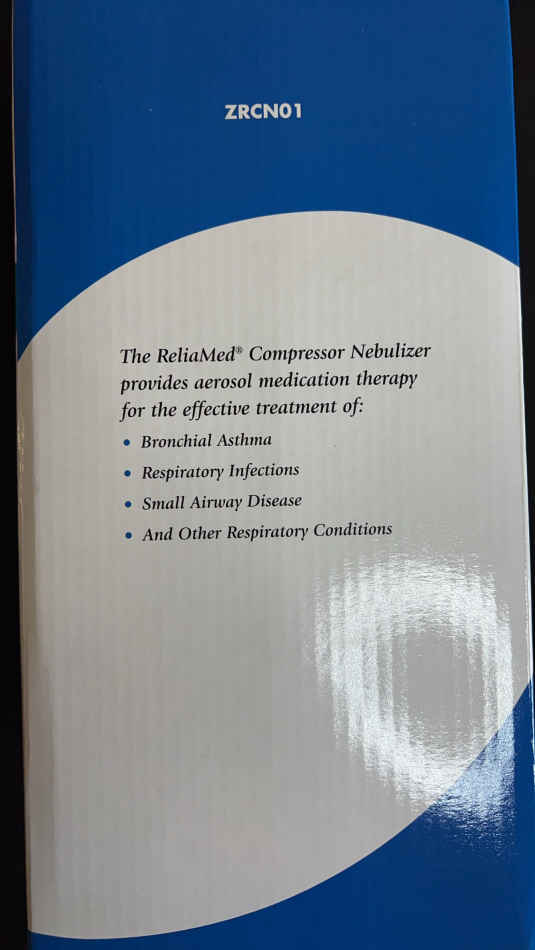 ZRCN01
The ReliaMed® Compressor Nebulizer
provides aerosol medication therapy
for the effective treatment of:
• Bronchial Asthma
• Respiratory Infections
• Small Airway Disease
• And Other Respiratory Conditions